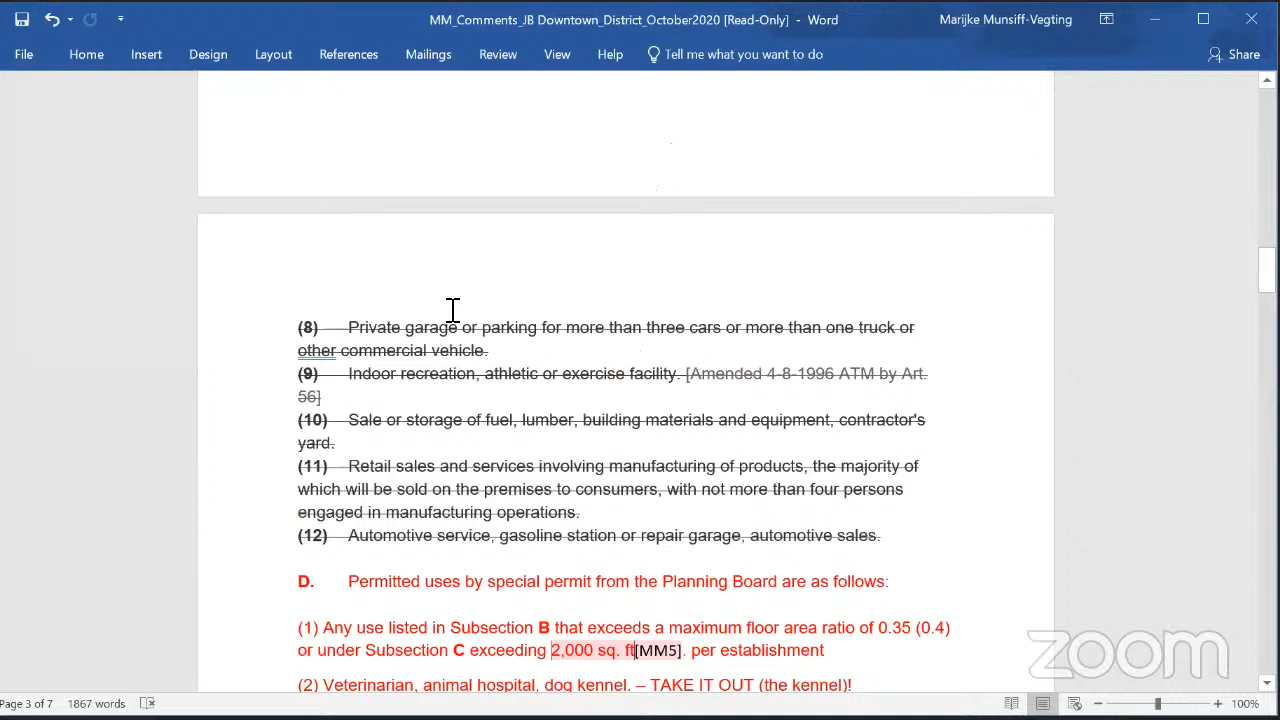 MM_Comments_JB Downtown_District_October2020 [Read-Only] - Word
Marijke Munsiff-Vegting
File Home Insert Design Layout References Mailings Review View Help Tell me what you want to do Share
(8) Private garage or parking for more than three cars or more than one truck or
other commercial vehicle.
(9) Indoor recreation, athletic or exercise facility. [Amended 4-8-1996 ATM by Art.
56]
(10) Sale or storage of fuel, lumber, building materials and equipment, contractor's
yard.
(11) Retail sales and services involving manufacturing of products, the majority of
which will be sold on the premises to consumers, with not more than four persons
engaged in manufacturing operations.
(12) Automotive service, gasoline station or repair garage, automotive sales.
D. Permitted uses by special permit from the Planning Board are as follows:
(1) Any use listed in Subsection B that exceeds a maximum floor area ratio of 0.35 (0.4)
or under Subsection C exceeding 2,000 sq. ft[MM5]. per establishment
(2) Veterinarian, animal hospital, dog kennel. – TAKE IT OUT (the kennel)!
zoom
Page 3 of 7 1867 words 100%